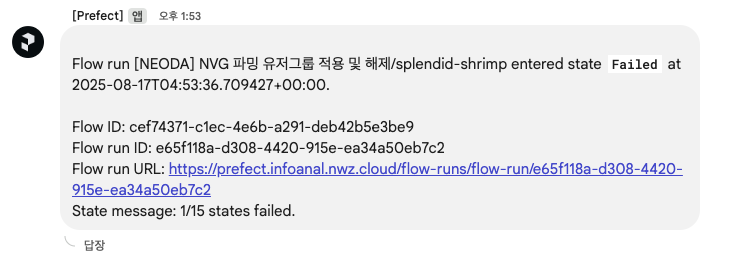 [Prefect] 앱 오후 1:53
Flow run [NEODA] NVG 파밍 유저그룹 적용 및 해제/splendid-shrimp entered state Failed at
2025-08-17T04:53:36.709427+00:00.
Flow ID: cef74371-c1ec-4e6b-a291-deb42b5e3be9
Flow run ID: e65f118a-d308-4420-915e-ea34a50eb7c2
Flow run URL: https://prefect.infoanal.nwz.cloud/flow-runs/flow-run/e65f118a-d308-4420-
915e-ea34a50eb7c2
State message: 1/15 states failed.
답장